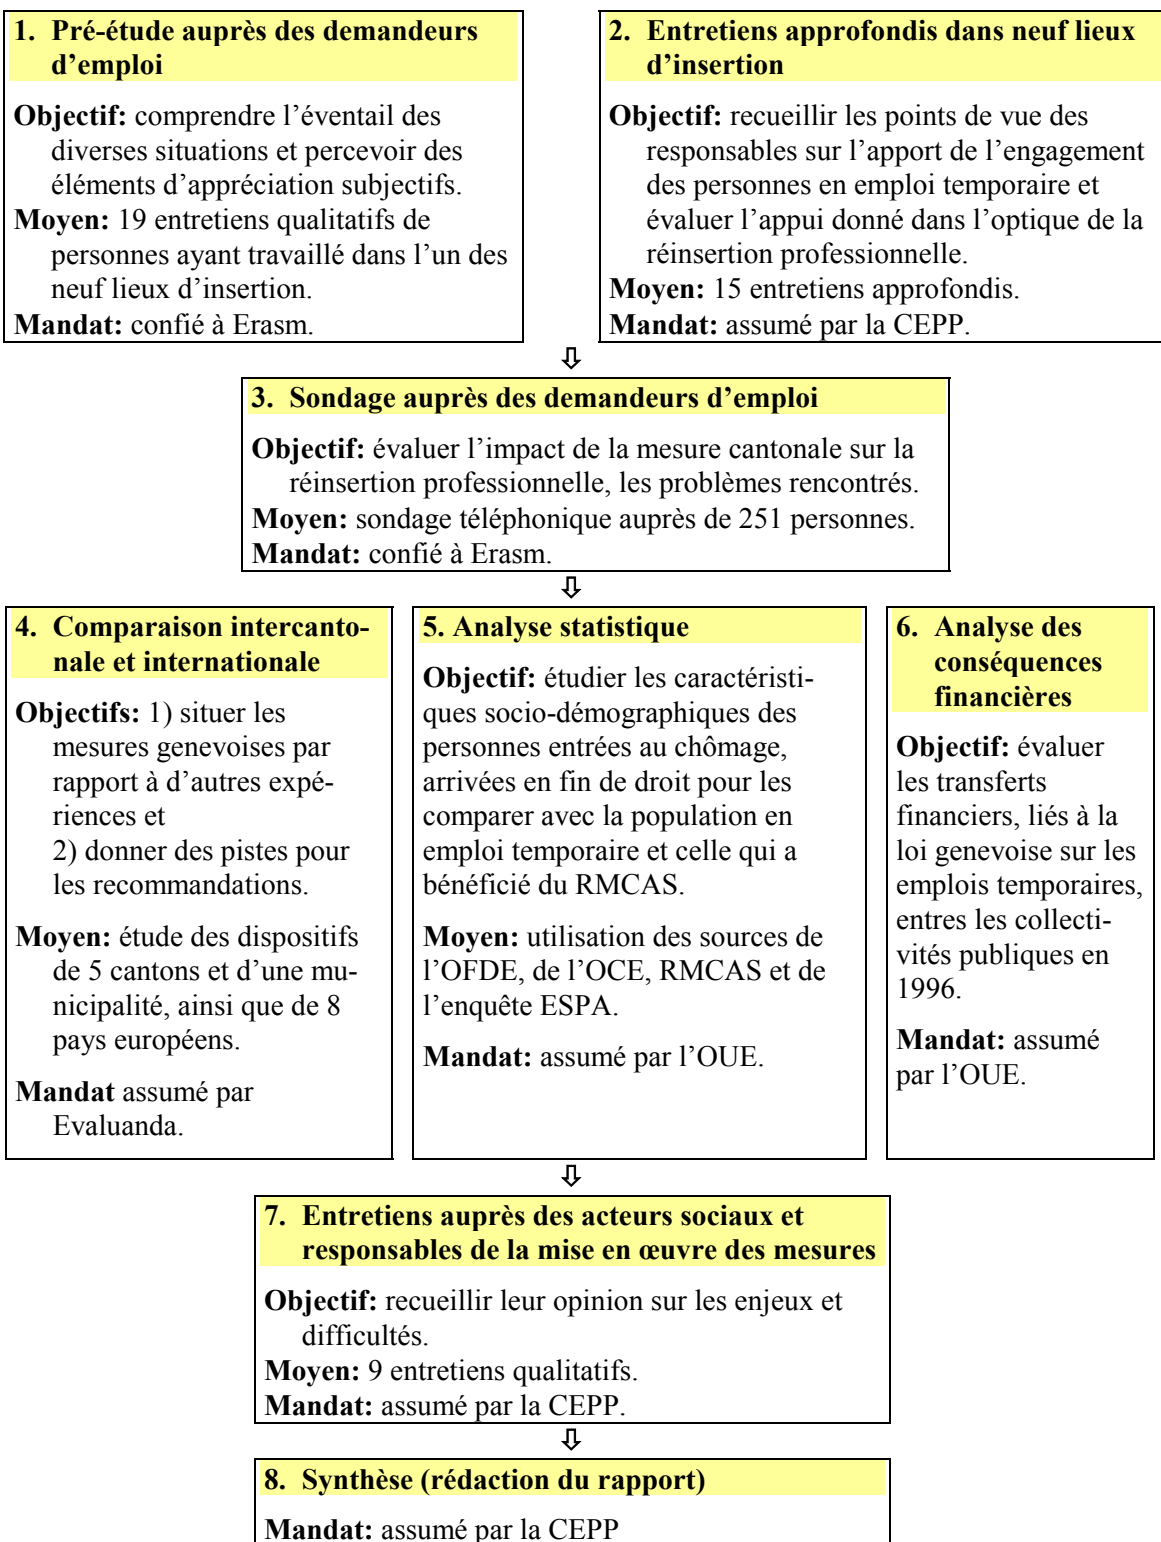 1. Pré-étude auprès des demandeurs
d’emploi
Objectif: comprendre l’éventail des
diverses situations et percevoir des
éléments d’appréciation subjectifs.
Moyen: 19 entretiens qualitatifs de
personnes ayant travaillé dans l’un des
neuf lieux d’insertion.
Mandat: confié à Erasm.
2. Entretiens approfondis dans neuf lieux
d’insertion
Objectif: recueillir les points de vue des
responsables sur l’apport de l’engagement
des personnes en emploi temporaire et
évaluer l’appui donné dans l’optique de la
réinsertion professionnelle.
Moyen: 15 entretiens approfondis.
Mandat: assumé par la CEPP.
3. Sondage auprès des demandeurs d’emploi
Objectif: évaluer l’impact de la mesure cantonale sur la
réinsertion professionnelle, les problèmes rencontrés.
Moyen: sondage téléphonique auprès de 251 personnes.
Mandat: confié à Erasm.
4. Comparaison intercanto-
nale et internationale
Objectifs: 1) situer les
mesures genevoises par
rapport à d’autres expé-
riences et
2) donner des pistes pour
les recommandations.
Moyen: étude des dispositifs
de 5 cantons et d’une mu-
nicipalité, ainsi que de 8
pays européens.
Mandat assumé par
Evaluanda.
5. Analyse statistique
Objectif: étudier les caractéristi-
ques socio-démographiques des
personnes entrées au chômage,
arrivées en fin de droit pour les
comparer avec la population en
emploi temporaire et celle qui a
bénéficié du RMCAS.
Moyen: utilisation des sources de
l’OFDE, de l’OCE, RMCAS et de
l’enquête ESPA.
Mandat: assumé par l’OUE.
6. Analyse des
conséquences
financières
Objectif: évaluer
les transferts
financiers, liés à la
loi genevoise sur les
emplois temporaires,
entres les collecti-
vités publiques en
1996.
Mandat: assumé
par l’OUE.
7. Entretiens auprès des acteurs sociaux et
responsables de la mise en œuvre des mesures
Objectif: recueillir leur opinion sur les enjeux et
difficultés.
Moyen: 9 entretiens qualitatifs.
Mandat: assumé par la CEPP.
8. Synthèse (rédaction du rapport)
Mandat: assumé par la CEPP